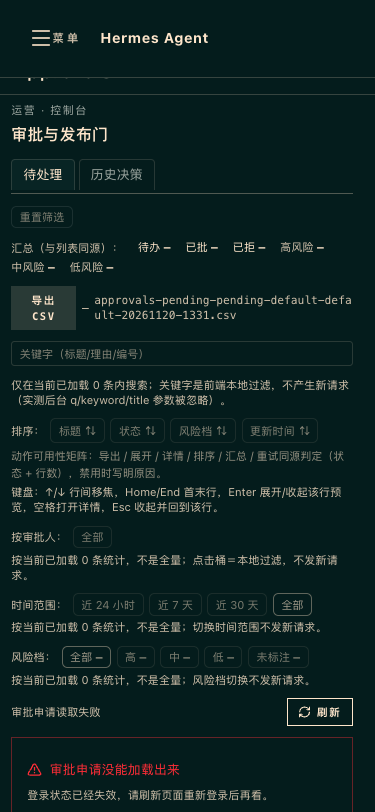 菜单 Hermes Agent
运营 · 控制台
审批与发布门
待处理 历史决策
重置筛选
汇总（与列表同源）： 待办 — 已批 — 已拒 — 高风险 —
中风险 — 低风险 —
导出 CSV — approvals-pending-pending-default-defa
ult-20261120-1331.csv
关键字（标题/理由/编号）
仅在当前已加载 0 条内搜索；关键字是前端本地过滤，不产生新请求
（实测后台 q/keyword/title 参数被忽略）。
排序： 标题 ⇅ 状态 ⇅ 风险档 ⇅ 更新时间 ⇅
动作可用性矩阵：导出 / 展开 / 详情 / 排序 / 汇总 / 重试同源判定（状
态 + 行数），禁用时写明原因。
键盘：↑/↓ 行间移焦，Home/End 首末行，Enter 展开/收起该行预
览，空格打开详情，Esc 收起并回到该行。
按审批人： 全部
按当前已加载 0 条统计，不是全量；点击桶＝本地过滤，不发新请
求。
时间范围： 近 24 小时 近 7 天 近 30 天 全部
按当前已加载 0 条统计，不是全量；切换时间范围不发新请求。
风险档： 全部 — 高 — 中 — 低 — 未标注 —
按当前已加载 0 条统计，不是全量；风险档切换不发新请求。
审批申请读取失败 刷新
审批申请没能加载出来
登录状态已经失效，请刷新页面重新登录后再看。